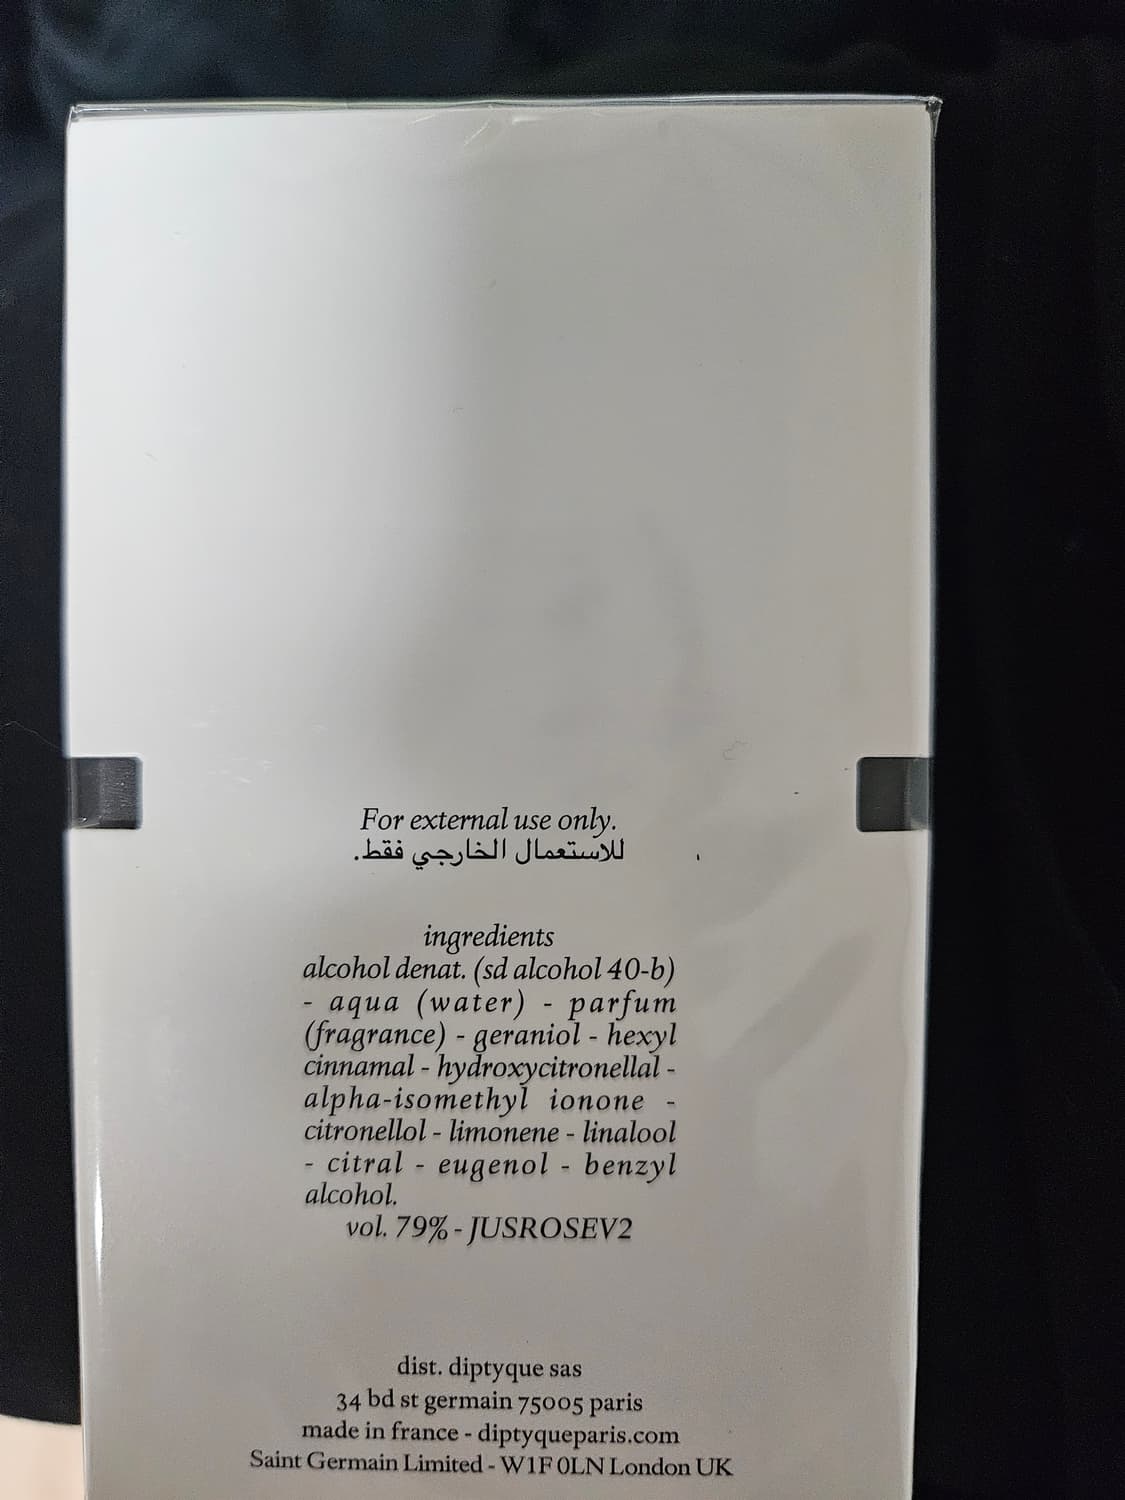 For external use only.
للاستعمال الخارجي فقط.
ingredients
alcohol denat. (sd alcohol 40-b)
- aqua (water) - parfum
(fragrance) - geraniol - hexyl
cinnamal - hydroxycitronellal -
alpha-isomethyl ionone -
citronellol - limonene - linalool
- citral - eugenol - benzyl
alcohol.
vol. 79% - JUSROSEV2
dist. diptyque sas
34 bd st germain 75005 paris
made in france - diptyqueparis.com
Saint Germain Limited - W1F 0LN London UK